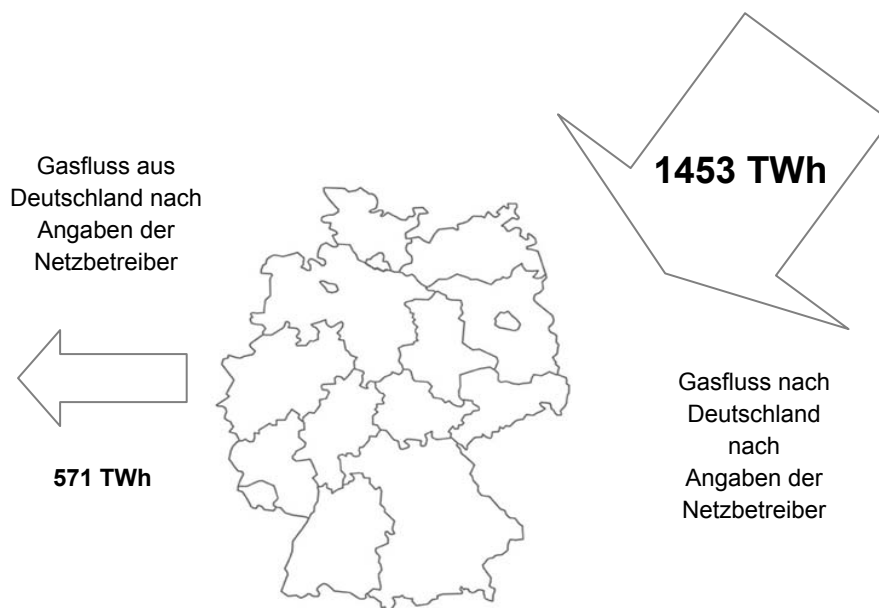 Gasfluss aus
Deutschland nach
Angaben der
Netzbetreiber
571 TWh
1453 TWh
Gasfluss nach
Deutschland
nach
Angaben der
Netzbetreiber